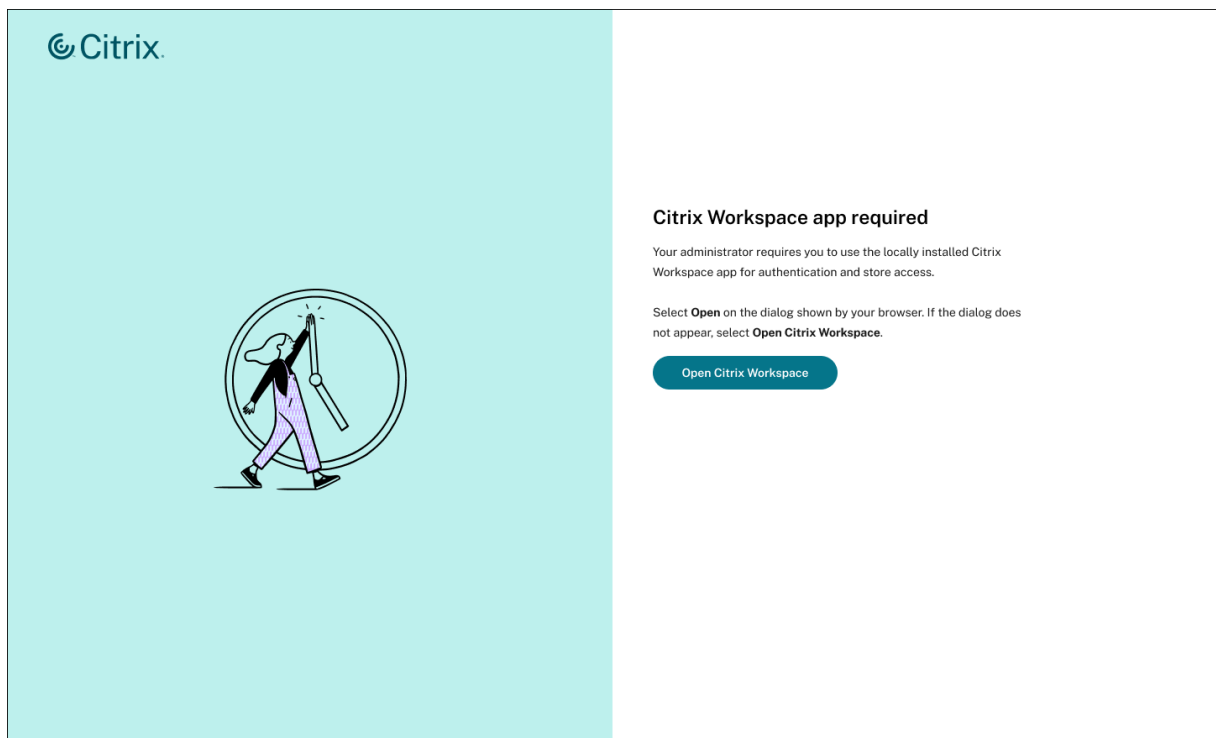 Citrix
Citrix Workspace app required
Your administrator requires you to use the locally installed Citrix
Workspace app for authentication and store access.
Select Open on the dialog shown by your browser. If the dialog does
not appear, select Open Citrix Workspace.
Open Citrix Workspace